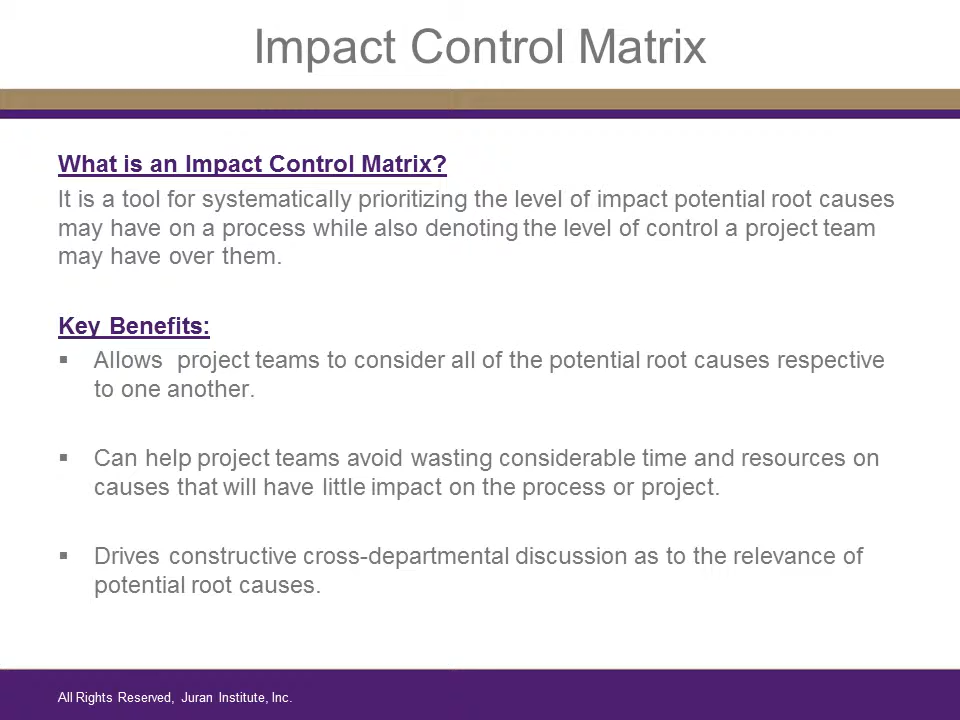 Impact Control Matrix
What is an Impact Control Matrix?
It is a tool for systematically prioritizing the level of impact potential root causes
may have on a process while also denoting the level of control a project team
may have over them.
Key Benefits:
▪ Allows  project teams to consider all of the potential root causes respective
to one another.
▪ Can help project teams avoid wasting considerable time and resources on
causes that will have little impact on the process or project.
▪ Drives constructive cross-departmental discussion as to the relevance of
potential root causes.
All Rights Reserved,  Juran Institute, Inc.